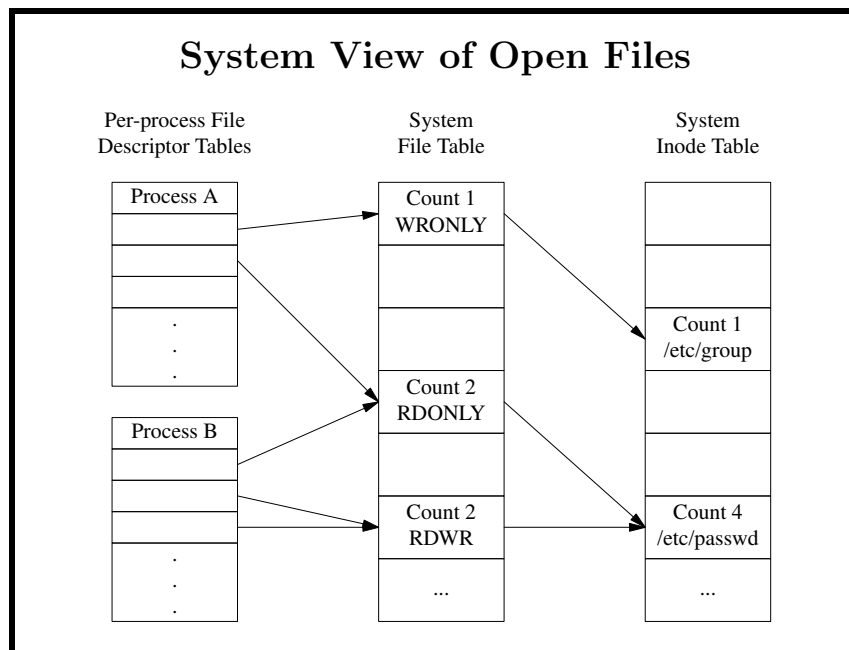 System View of Open Files
Per-process File
Descriptor Tables
System
File Table
System
Inode Table
Process A
.
.
.
Process B
.
.
.
Count 1
WRONLY
Count 2
RDONLY
Count 2
RDWR
...
Count 1
/etc/group
Count 4
/etc/passwd
...